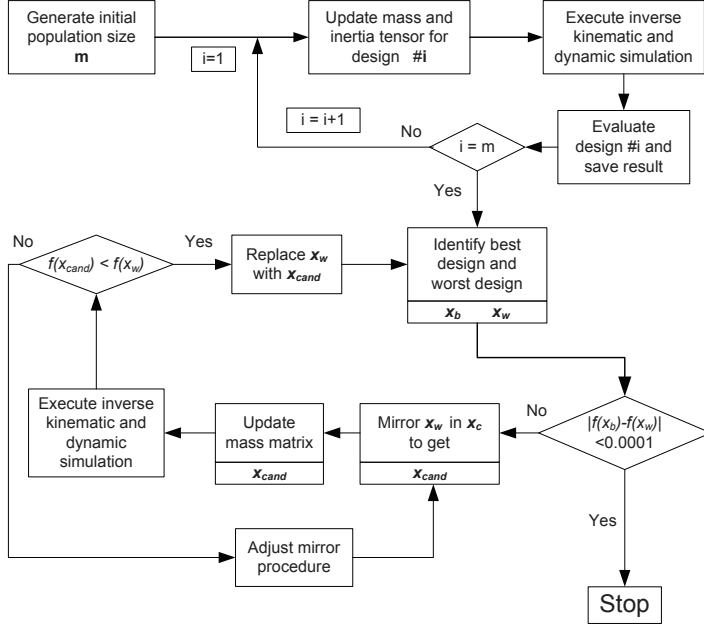 Generate initial
population size
m
Update mass and
inertia tensor for
design #i
Execute inverse
kinematic and
dynamic simulation
i=1
i = i+1
No
i = m
Evaluate
design #i and
save result
Yes
No
f(xcand) < f(xw)
Yes
Replace xw
with xcand
Identify best
design and
worst design
xb xw
Execute inverse
kinematic and
dynamic
simulation
Update
mass matrix
xcand
Mirror xw in xc
to get
xcand
No
|f(xb)-f(xw)|
<0.0001
Adjust mirror
procedure
Yes
Stop